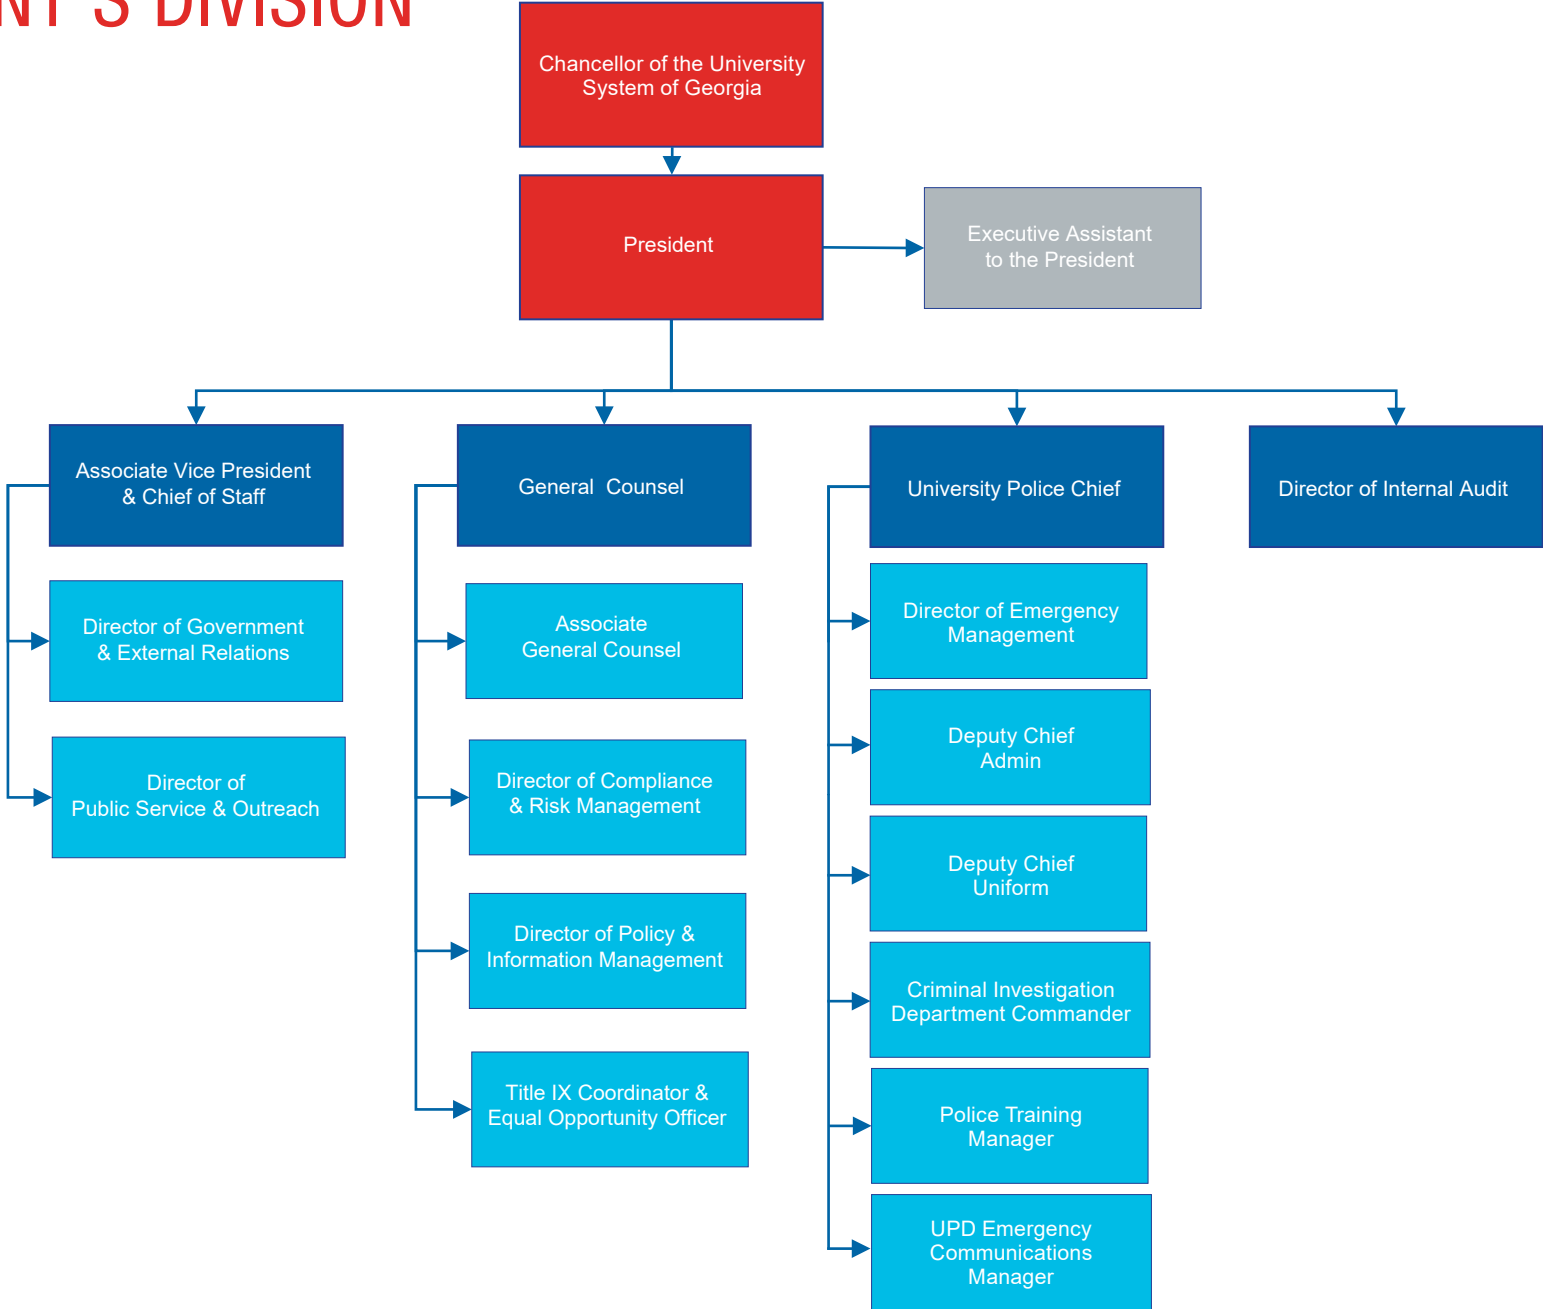 NT'S DIVISION
Chancellor of the University
System of Georgia
President
Executive Assistant
to the President
Associate Vice President
& Chief of Staff
General  Counsel
University Police Chief
Director of Internal Audit
Director of Government
& External Relations
Director of
Public Service & Outreach
Associate
General Counsel
Director of Compliance
& Risk Management
Director of Policy &
Information Management
Title IX Coordinator &
Equal Opportunity Officer
Director of Emergency
Management
Deputy Chief
Admin
Deputy Chief
Uniform
Criminal Investigation
Department Commander
Police Training
Manager
UPD Emergency
Communications
Manager